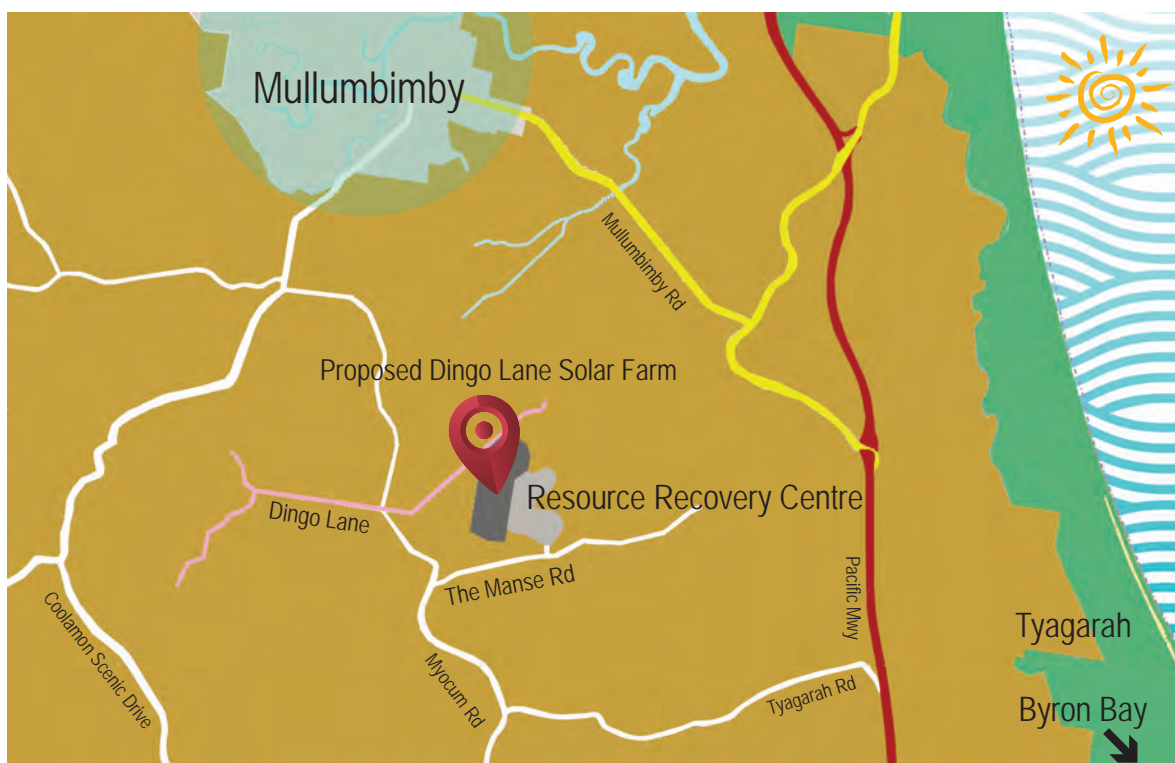 Mullumbimby
Mullumbimby Rd
Proposed Dingo Lane Solar Farm
Resource Recovery Centre
Dingo Lane
The Manse Rd
Pacific Mwy
Coolamon Scenic Drive
Myocum Rd
Tyagarah Rd
Tyagarah
Byron Bay